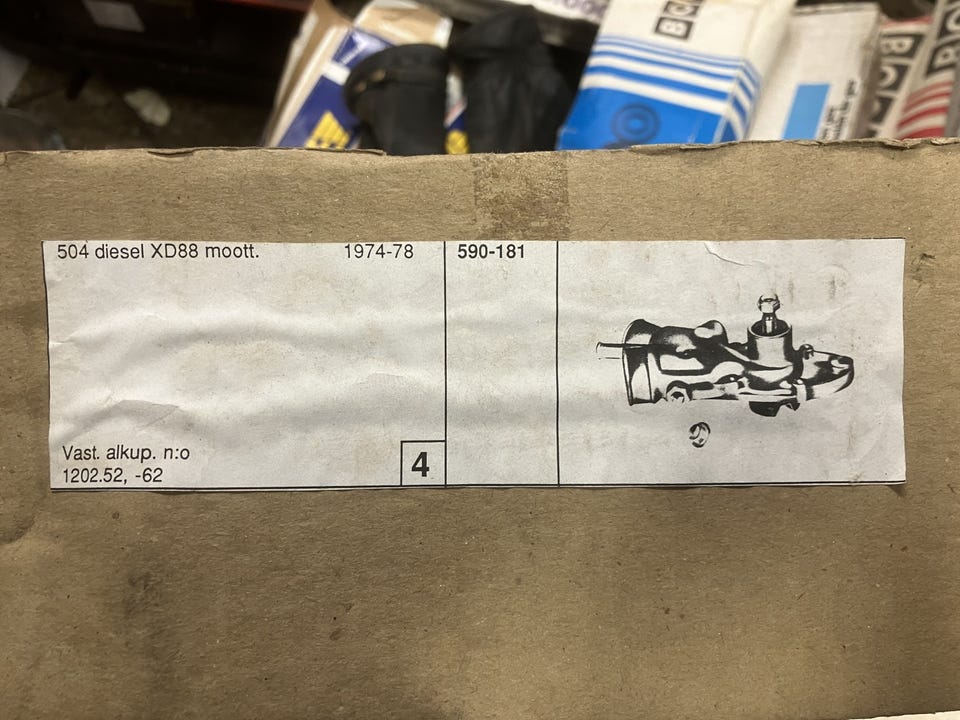 504 diesel XD88 moott. 1974-78
590-181
Vast. alkup. n:o
1202.52, -62
4